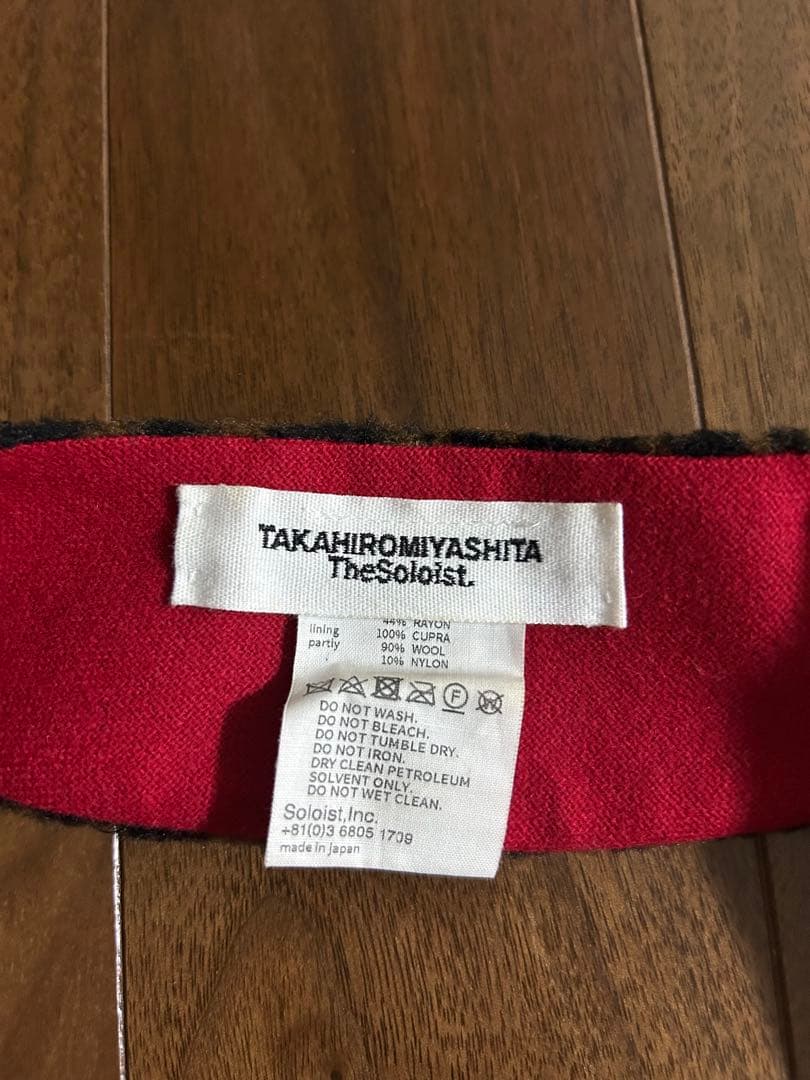 TAKAHIROMIYASHITA
TheSoloist.
44% RAYON
lining 100% CUPRA
partly 90% WOOL
10% NYLON
F W
DO NOT WASH.
DO NOT BLEACH.
DO NOT TUMBLE DRY.
DO NOT IRON.
DRY CLEAN PETROLEUM
SOLVENT ONLY.
DO NOT WET CLEAN.
Soloist,Inc.
+81(0)3 6805 1709
made in japan